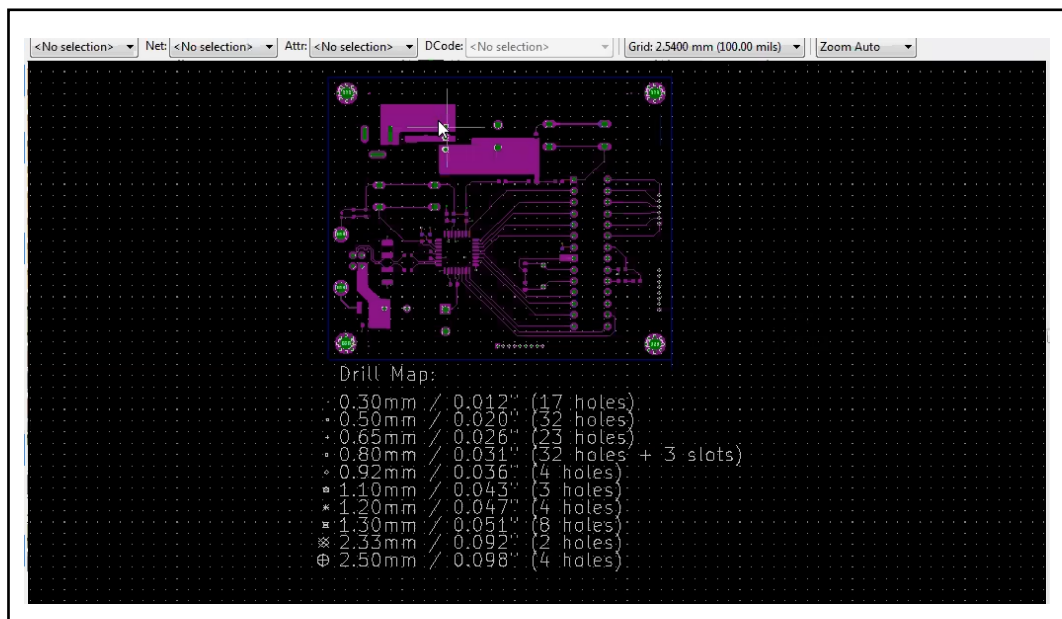 <No selection> Net: <No selection> Attr: <No selection> DCode: <No selection> Grid: 2.5400 mm (100.00 mils) Zoom Auto
Drill Map:
0.30mm / 0.012" (17 holes)
0.50mm / 0.020" (32 holes)
0.65mm / 0.026" (23 holes)
0.80mm / 0.031" (32 holes + 3 slots)
0.92mm / 0.036" (4 holes)
1.10mm / 0.043" (3 holes)
1.20mm / 0.047" (4 holes)
1.30mm / 0.051" (8 holes)
2.33mm / 0.092" (2 holes)
2.50mm / 0.098" (4 holes)